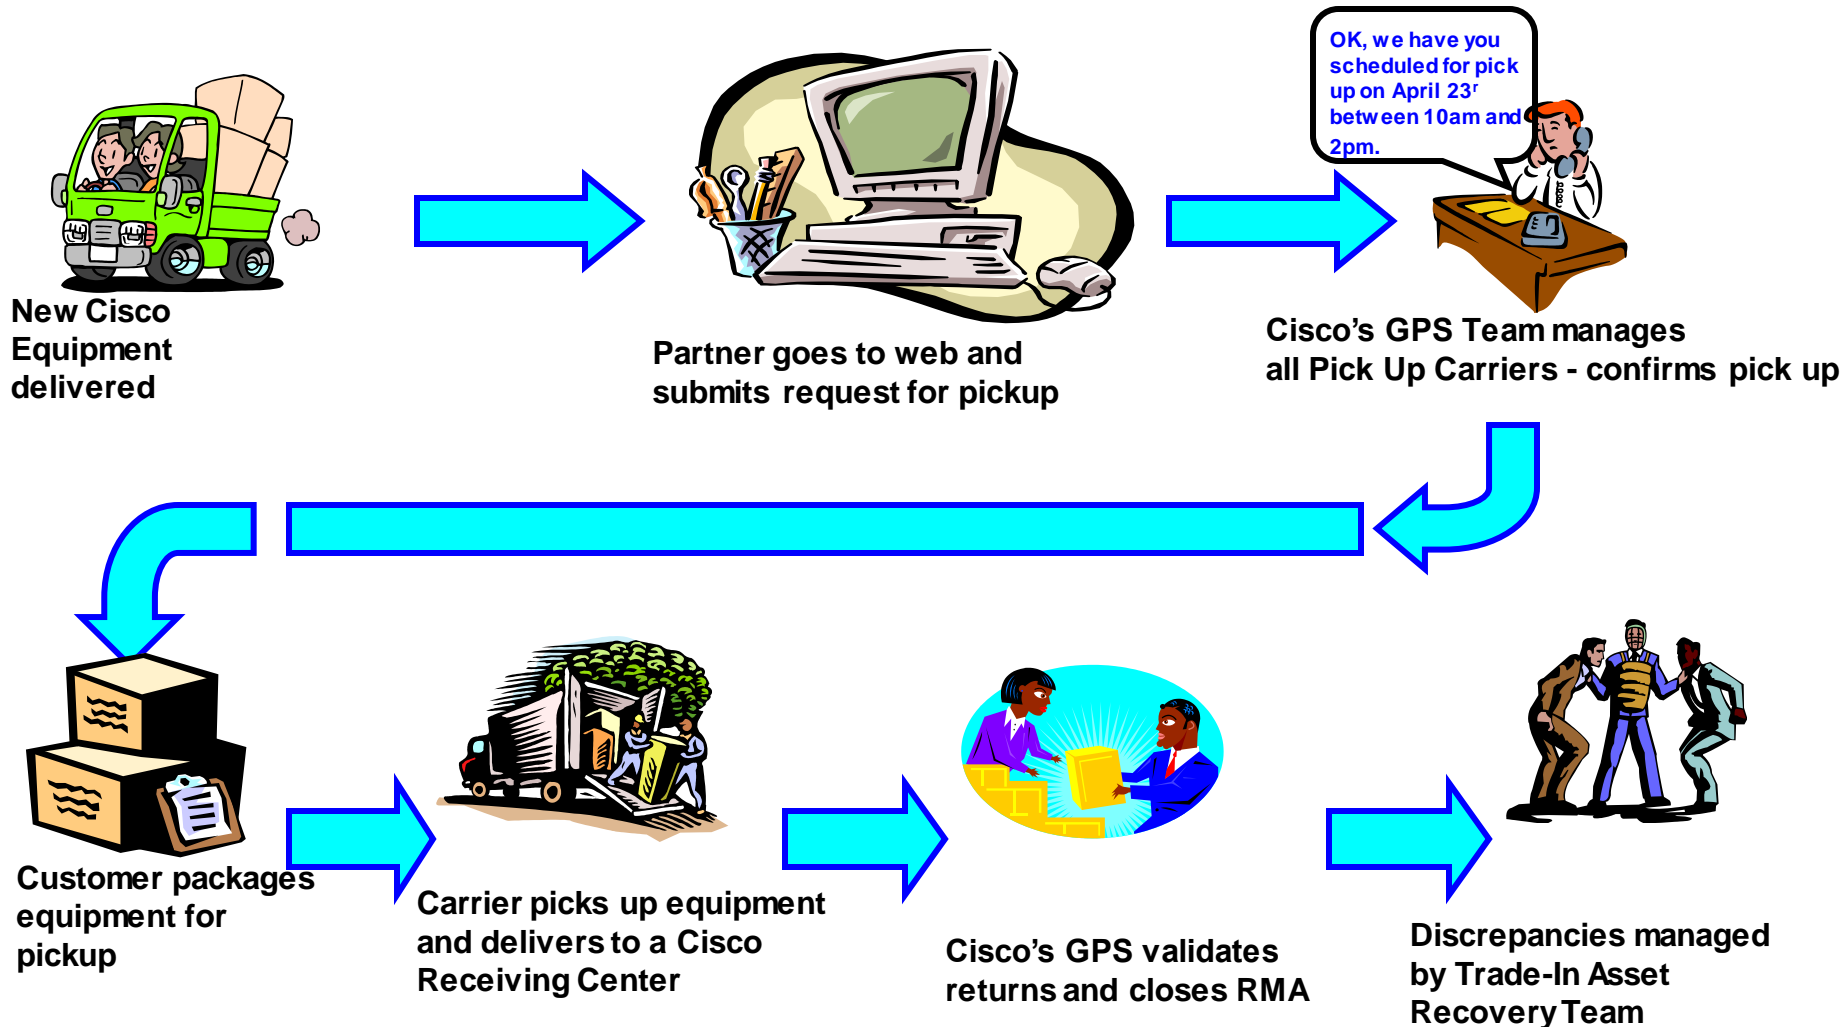 OK, we have you
scheduled for pick
up on April 23r
between 10am and
2pm.
New Cisco
Equipment
delivered
Partner goes to web and
submits request for pickup
Cisco’s GPS Team manages
all Pick Up Carriers - confirms pick up
Customer packages
equipment for
pickup
Carrier picks up equipment
and delivers to a Cisco
Receiving Center
Cisco’s GPS validates
returns and closes RMA
Discrepancies managed
by Trade-In Asset
Recovery Team